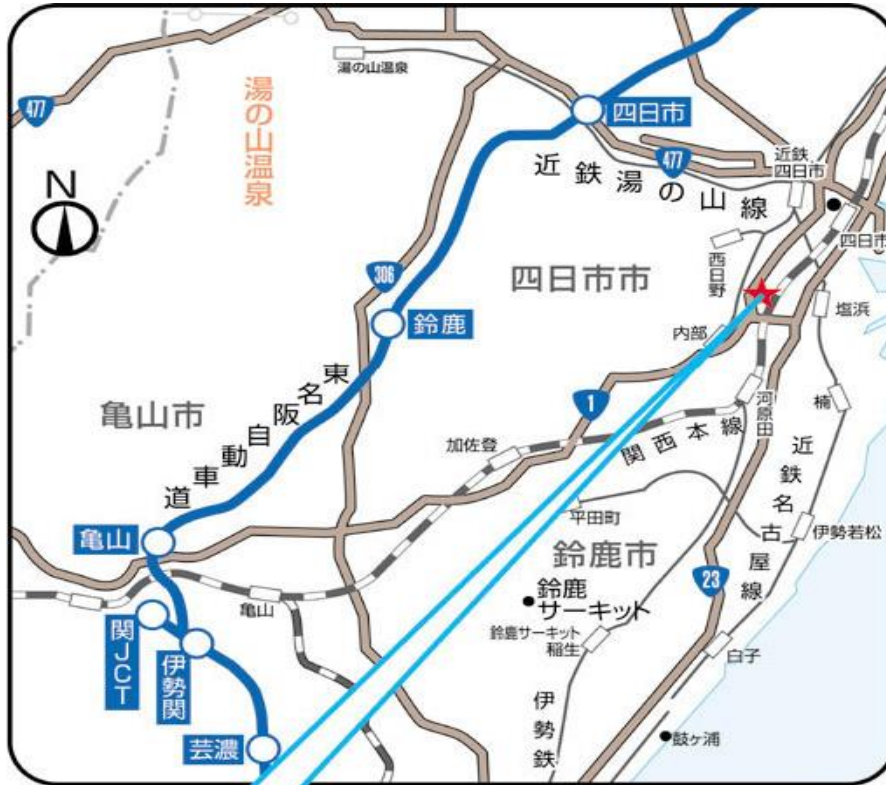 湯の山温泉
477
湯の山温泉
四日市
477
近鉄
四日市
近鉄湯の山線
N
四日市
西日野
306
四日市市
塩浜
鈴鹿
内部
東名阪自動車道
亀山市
1
河原田
楠
加佐登
関西本線
近鉄名古屋線
平田町
伊勢若松
亀山
鈴鹿市
23
亀山
鈴鹿
サーキット
関JCT
伊勢関
鈴鹿サーキット
稲生
白子
伊勢鉄
芸濃
鼓ヶ浦